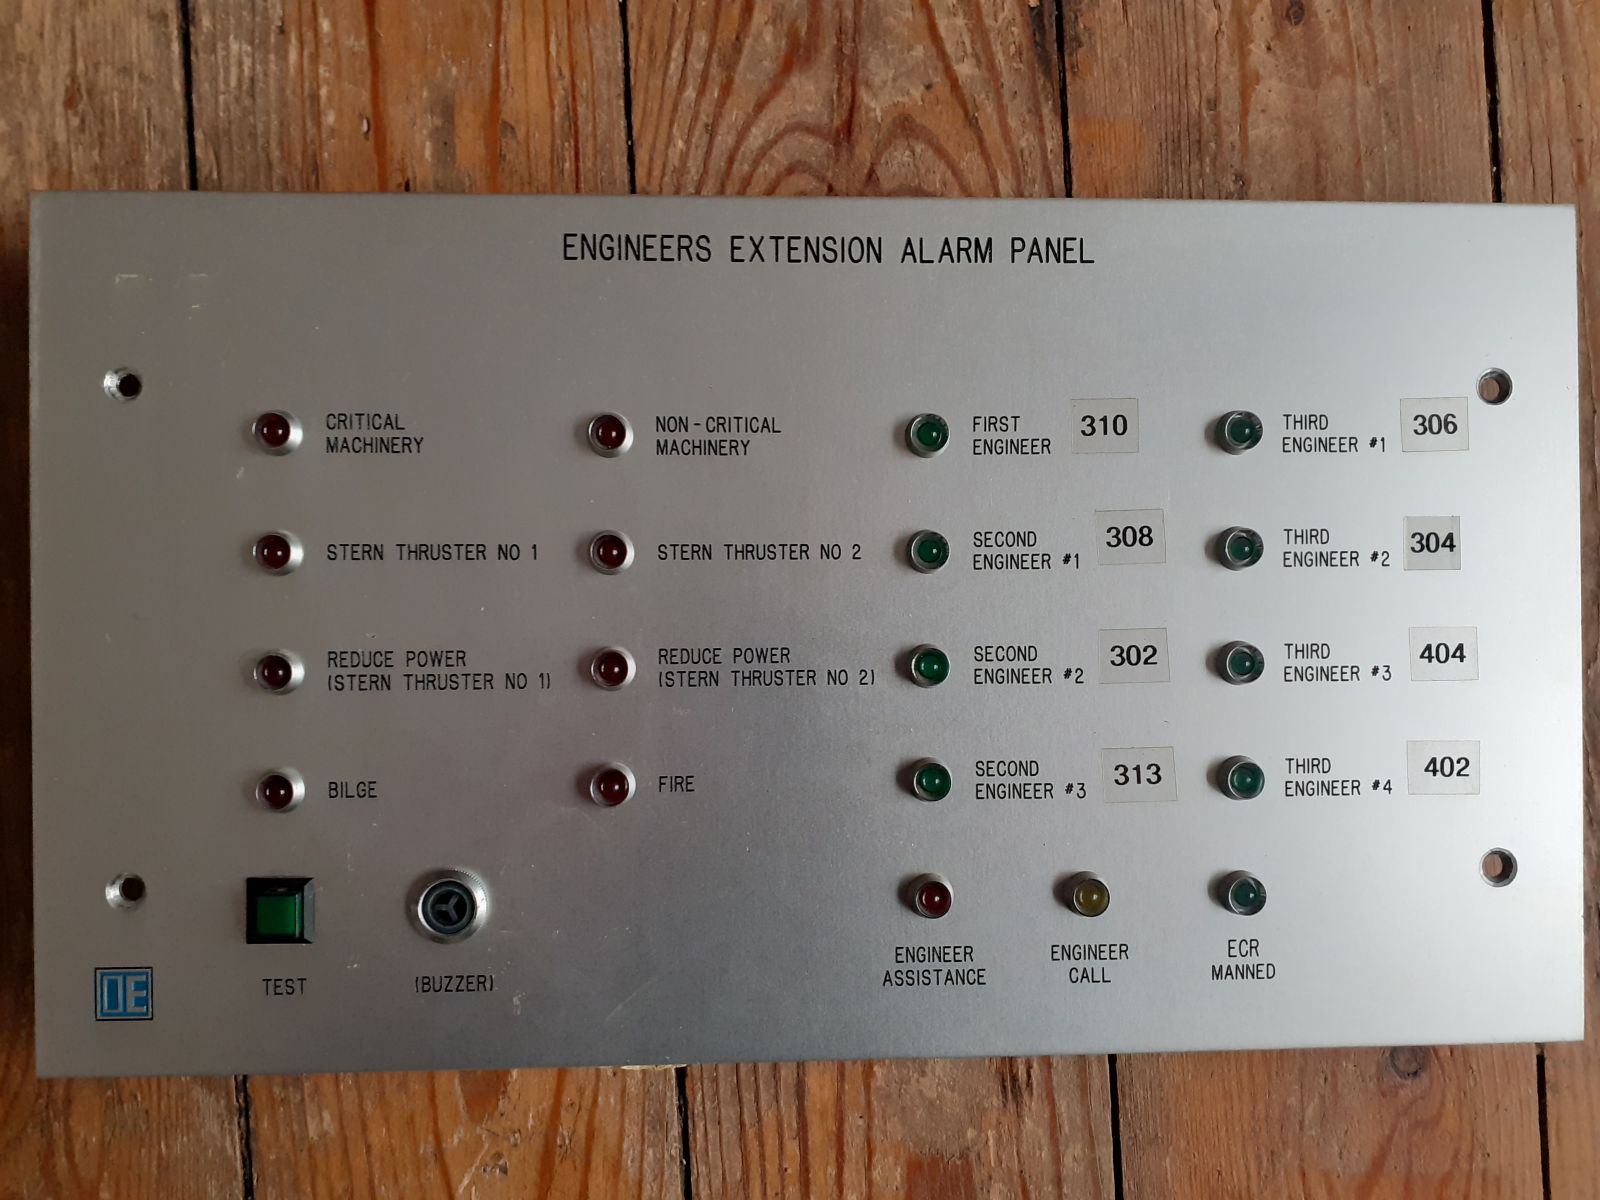 ENGINEERS EXTENSION ALARM PANEL
CRITICAL
MACHINERY
NON-CRITICAL
MACHINERY
FIRST
ENGINEER
310
THIRD
ENGINEER #1
306
STERN THRUSTER NO 1
STERN THRUSTER NO 2
SECOND
ENGINEER #1
308
THIRD
ENGINEER #2
304
REDUCE POWER
(STERN THRUSTER NO 1)
REDUCE POWER
(STERN THRUSTER NO 2)
SECOND
ENGINEER #2
302
THIRD
ENGINEER #3
404
BILGE
FIRE
SECOND
ENGINEER #3
313
THIRD
ENGINEER #4
402
TEST
(BUZZER)
ENGINEER
ASSISTANCE
ENGINEER
CALL
ECR
MANNED
IE